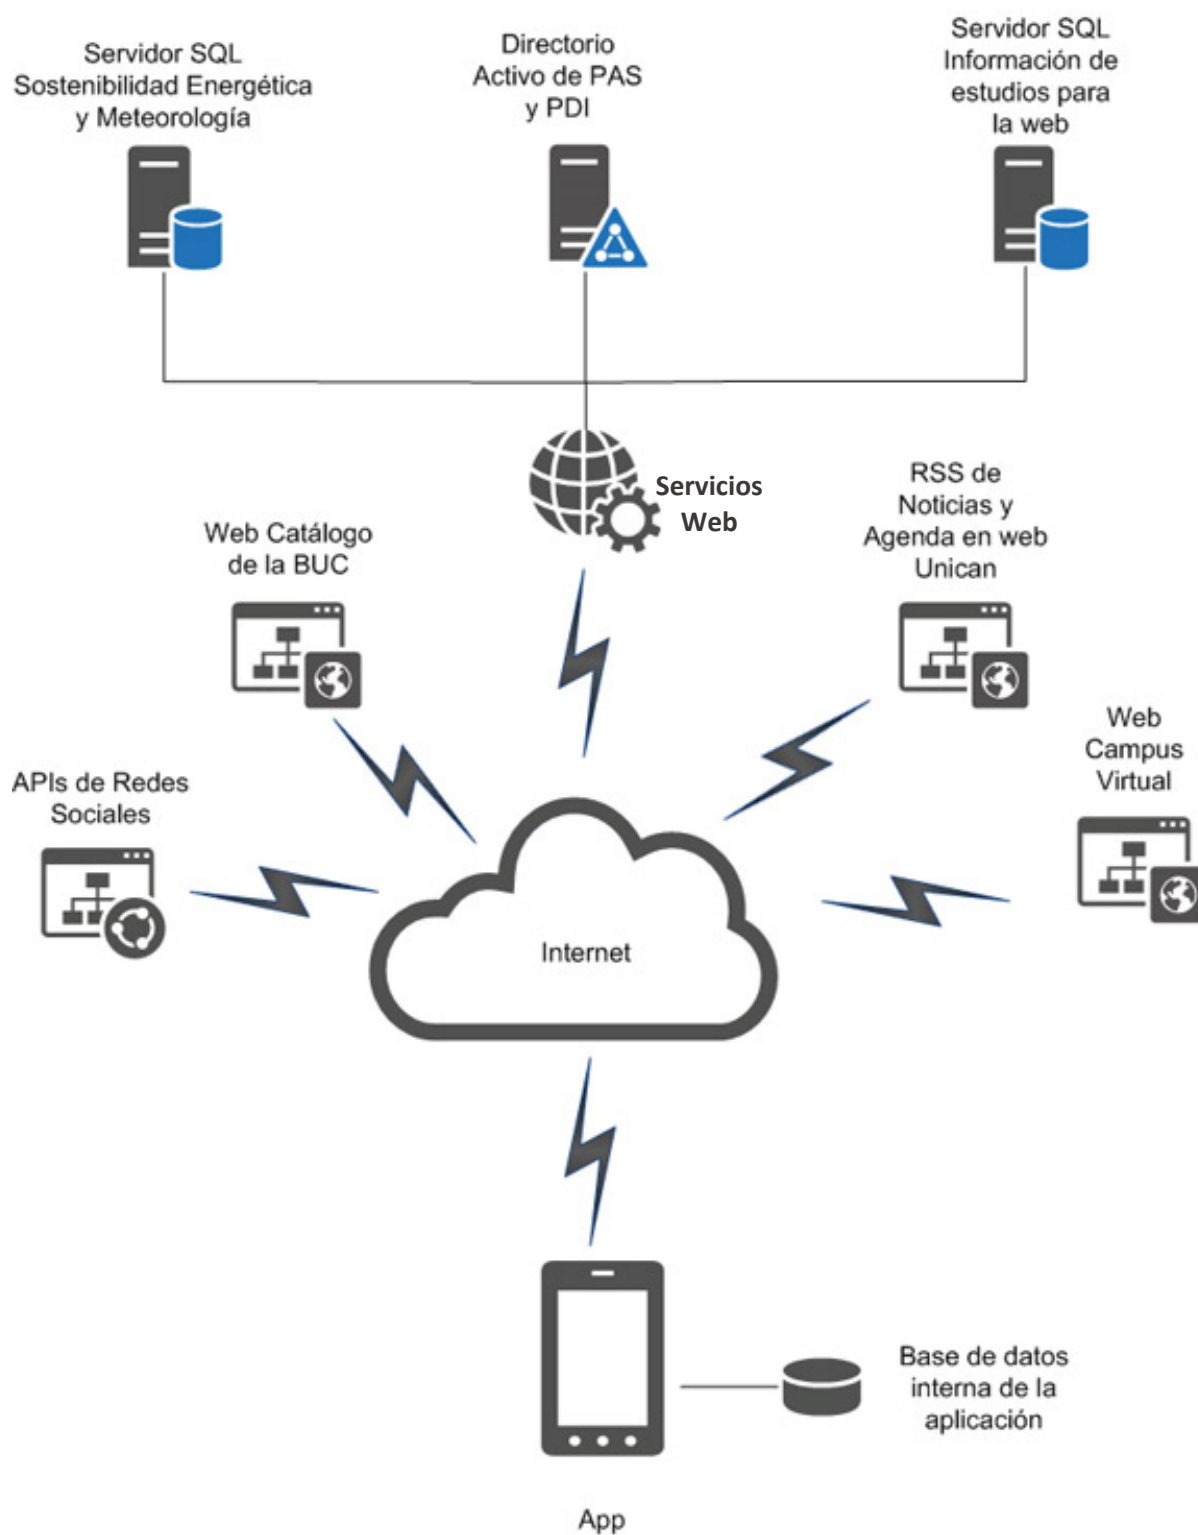 Servidor SQL
Sostenibilidad Energética
y Meteorología
Directorio
Activo de PAS
y PDI
Servidor SQL
Información de
estudios para
la web
Servicios
Web
RSS de
Noticias y
Agenda en web
Unican
Web Catálogo
de la BUC
Web
Campus
Virtual
APIs de Redes
Sociales
Internet
Base de datos
interna de la
aplicación
App